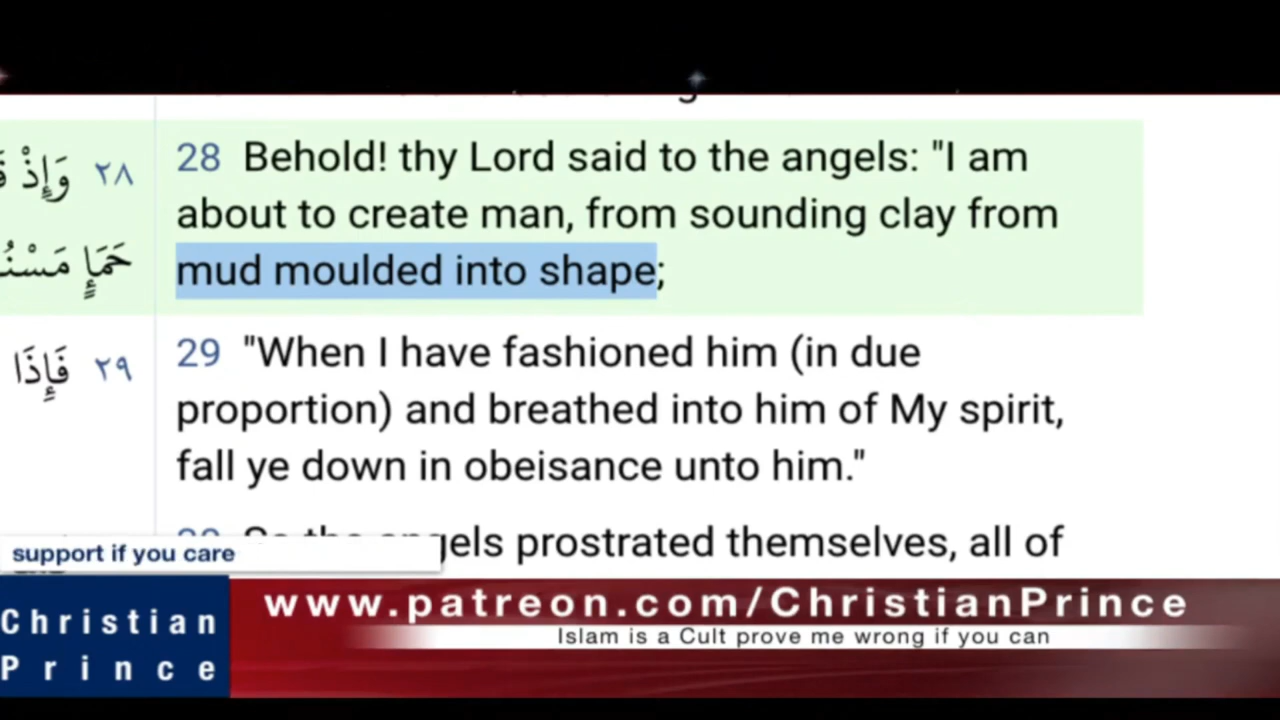 28 Behold! thy Lord said to the angels: "I am
about to create man, from sounding clay from
mud moulded into shape;
٢٨ وَإِذْ
حَمَإٍ
29 "When I have fashioned him (in due
proportion) and breathed into him of My spirit,
fall ye down in obeisance unto him."
٢٩ فَإِذَا
the angels prostrated themselves, all of
support if you care
Christian
Prince
www.patreon.com/ChristianPrince
Islam is a Cult prove me wrong if you can